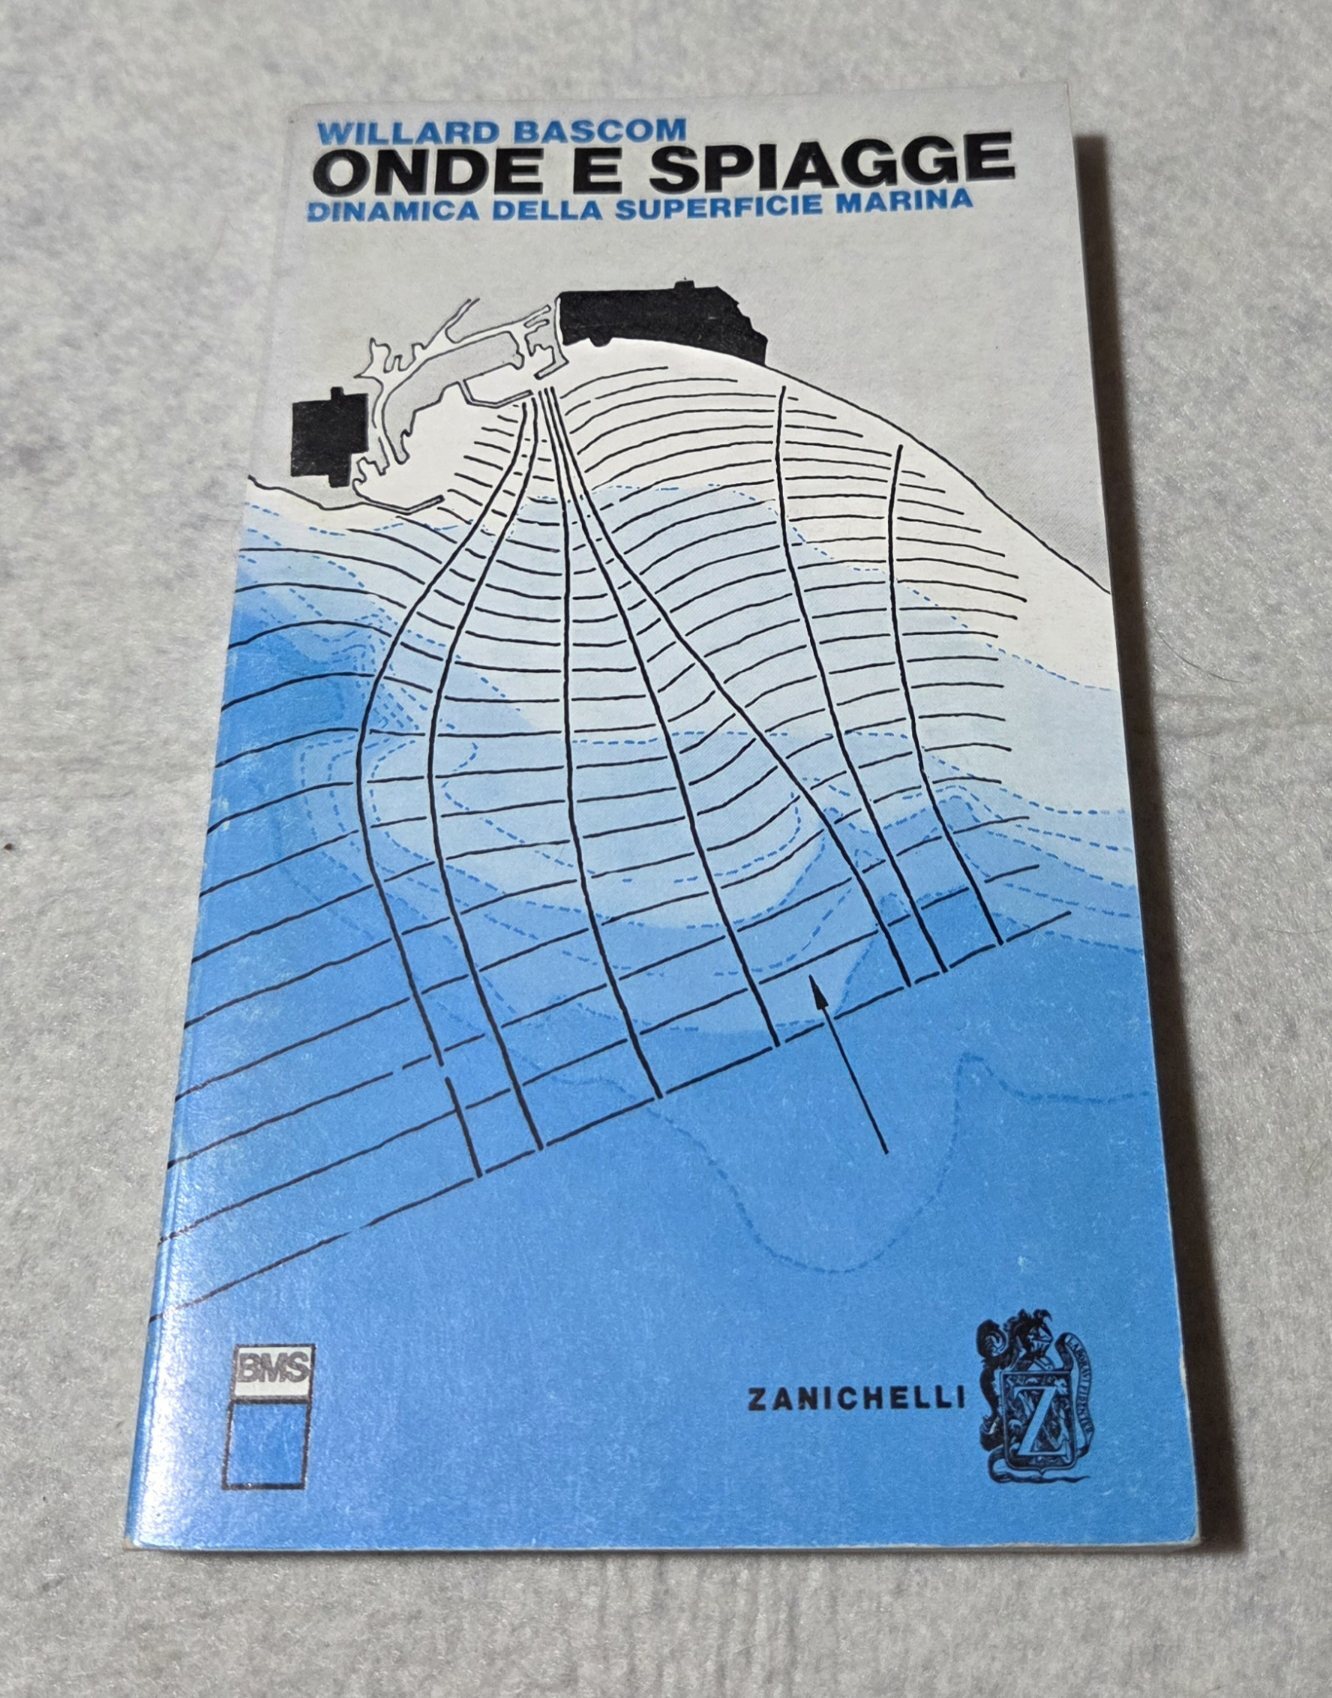 WILLARD BASCOM
ONDE E SPIAGGE
DINAMICA DELLA SUPERFICIE MARINA
BMS
ZANICHELLI
Z